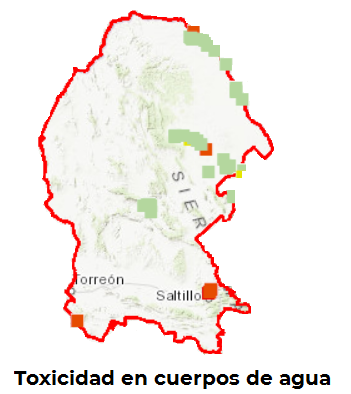 SIER
Torreón
Saltillo
Toxicidad en cuerpos de agua